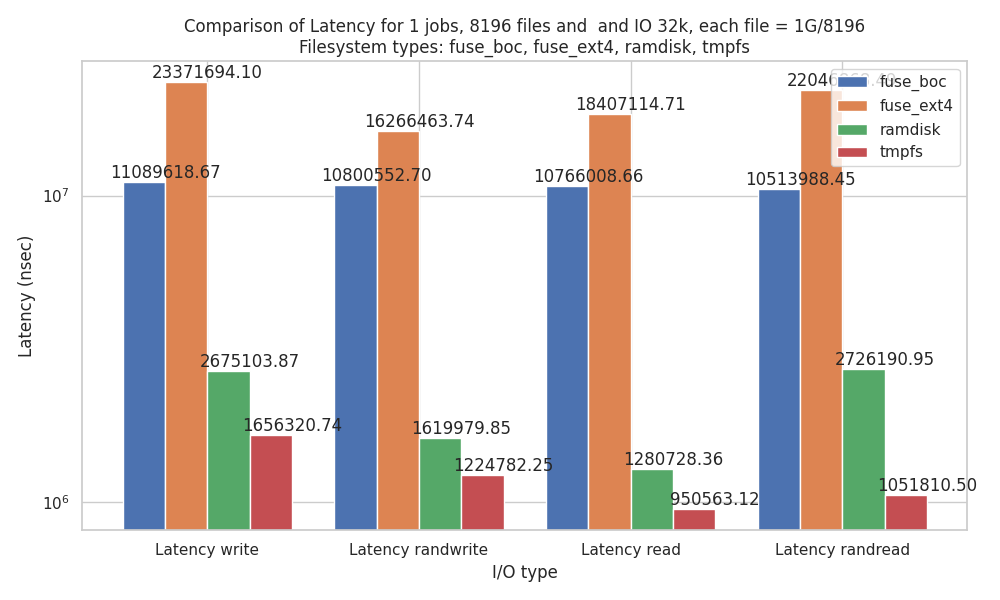 Comparison of Latency for 1 jobs, 8196 files and  and IO 32k, each file = 1G/8196
Filesystem types: fuse_boc, fuse_ext4, ramdisk, tmpfs
23371694.10
16266463.74
18407114.71
fuse_boc
fuse_ext4
ramdisk
tmpfs
11089618.67
10800552.70
10766008.66
10513988.45
10⁷
Latency (nsec)
2675103.87
2726190.95
1656320.74
1619979.85
1224782.25
1280728.36
950563.12
1051810.50
10⁶
Latency write
Latency randwrite
Latency read
Latency randread
I/O type